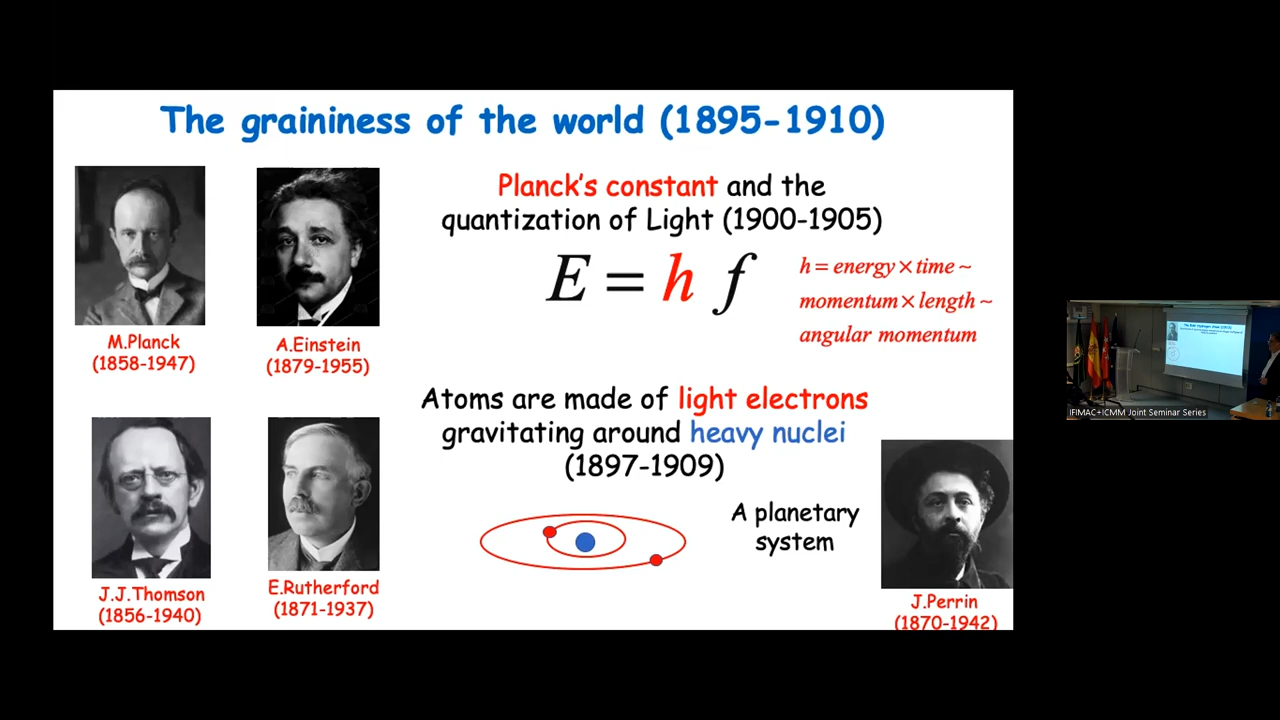 The graininess of the world (1895-1910)
Planck's constant and the
quantization of Light (1900-1905)
E = h f
h = energy × time ~
momentum × length ~
angular momentum
M.Planck
(1858-1947)
A.Einstein
(1879-1955)
Atoms are made of light electrons
gravitating around heavy nuclei
(1897-1909)
A planetary
system
J.J.Thomson
(1856-1940)
E.Rutherford
(1871-1937)
J.Perrin
(1870-1942)
IFIMAC+ICMM Joint Seminar Series